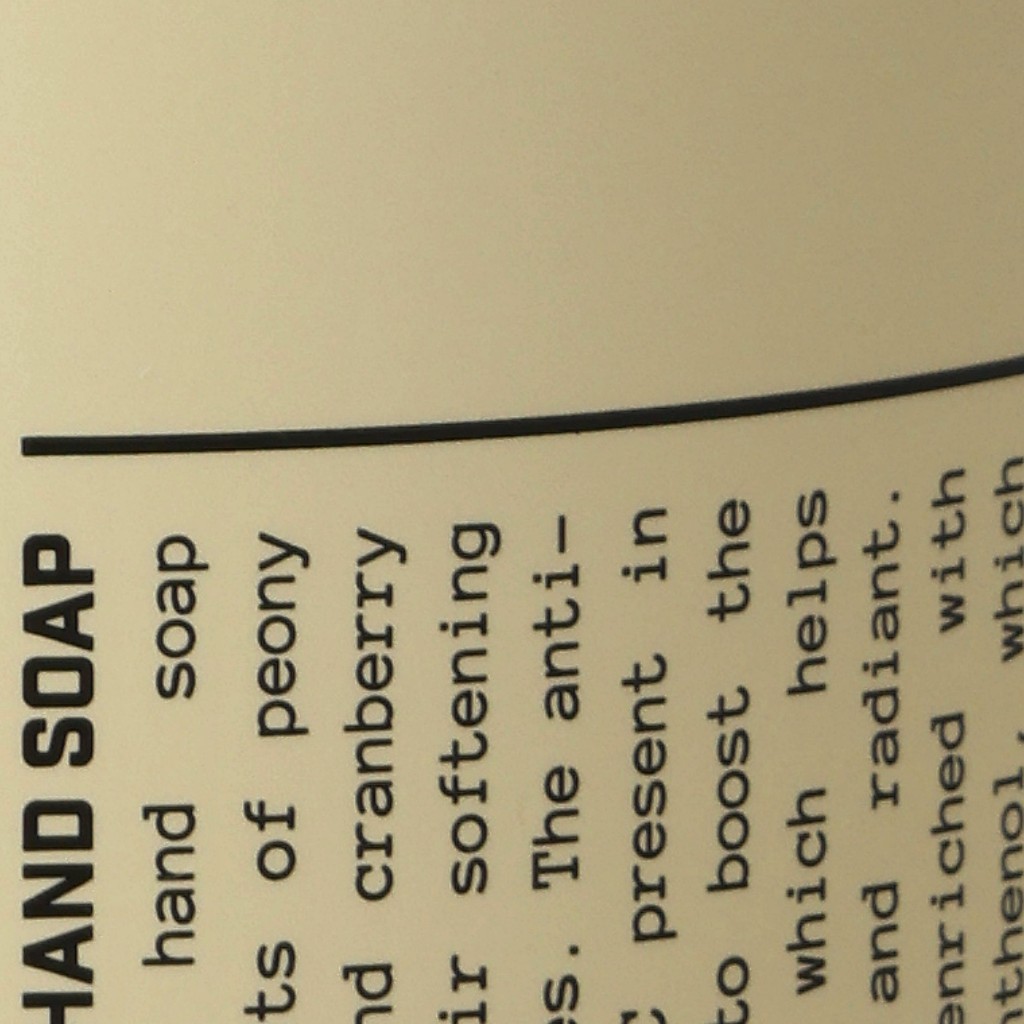 HAND SOAP
hand soap
ts of peony
nd cranberry
ir softening
es. The anti-
present in
to boost the
which helps
and radiant.
enriched with
nthenol, which